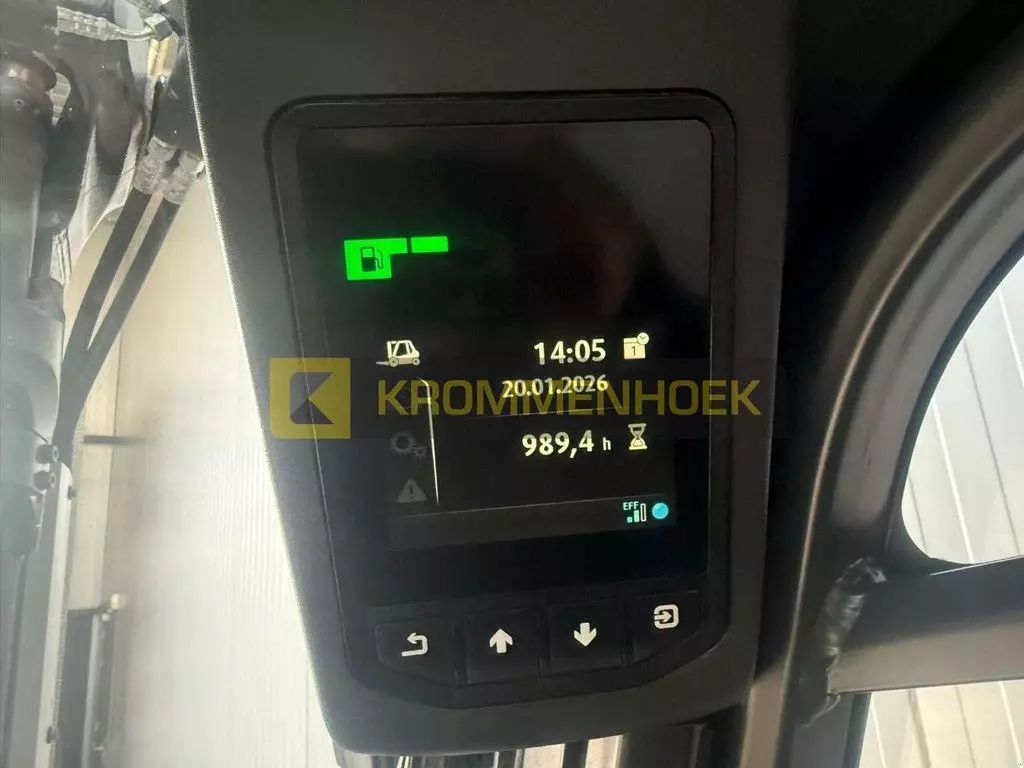 14:05
1
20.01.2026
KROMMENHOEK
989,4 h
EFF